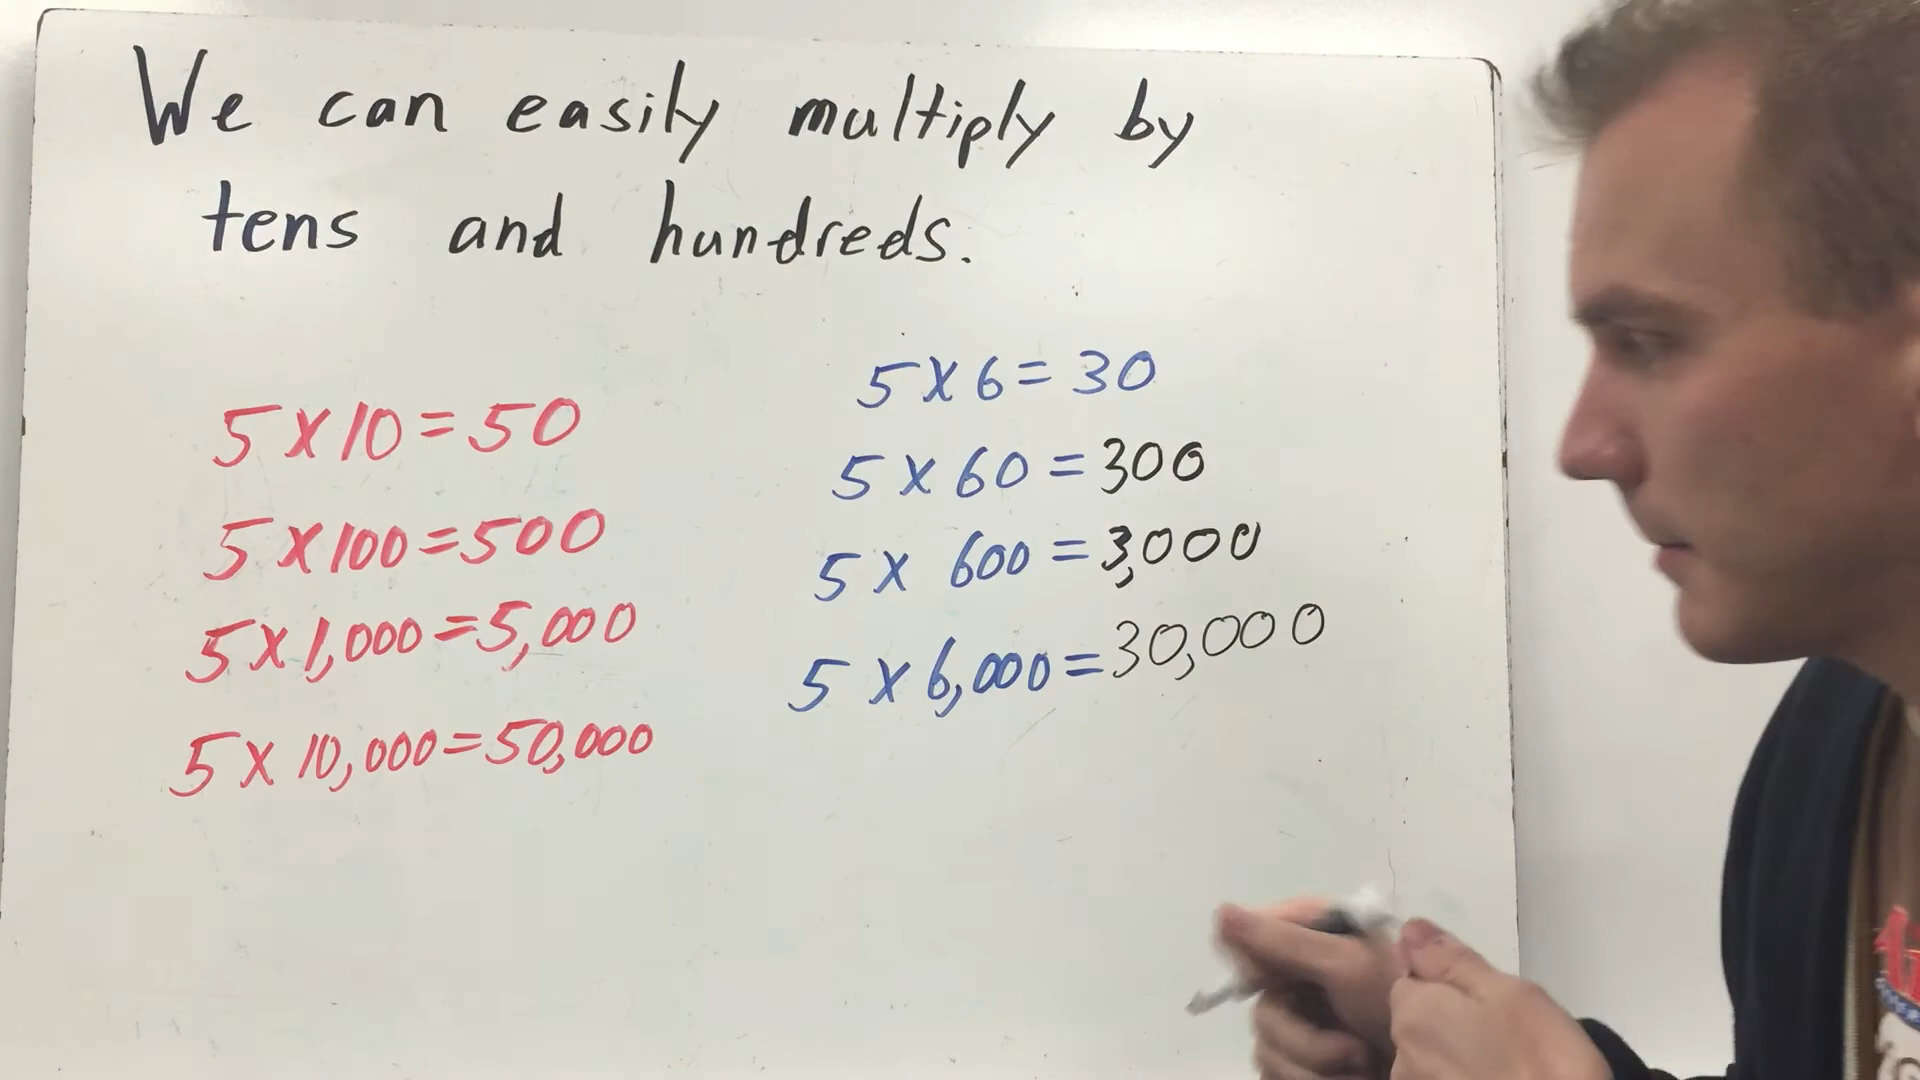 We can easily multiply by
tens and hundreds.
5 x 10 = 50
5 x 100 = 500
5 x 1,000 = 5,000
5 x 10,000 = 50,000
5 x 6 = 30
5 x 60 = 300
5 x 600 = 3,000
5 x 6,000 = 30,000